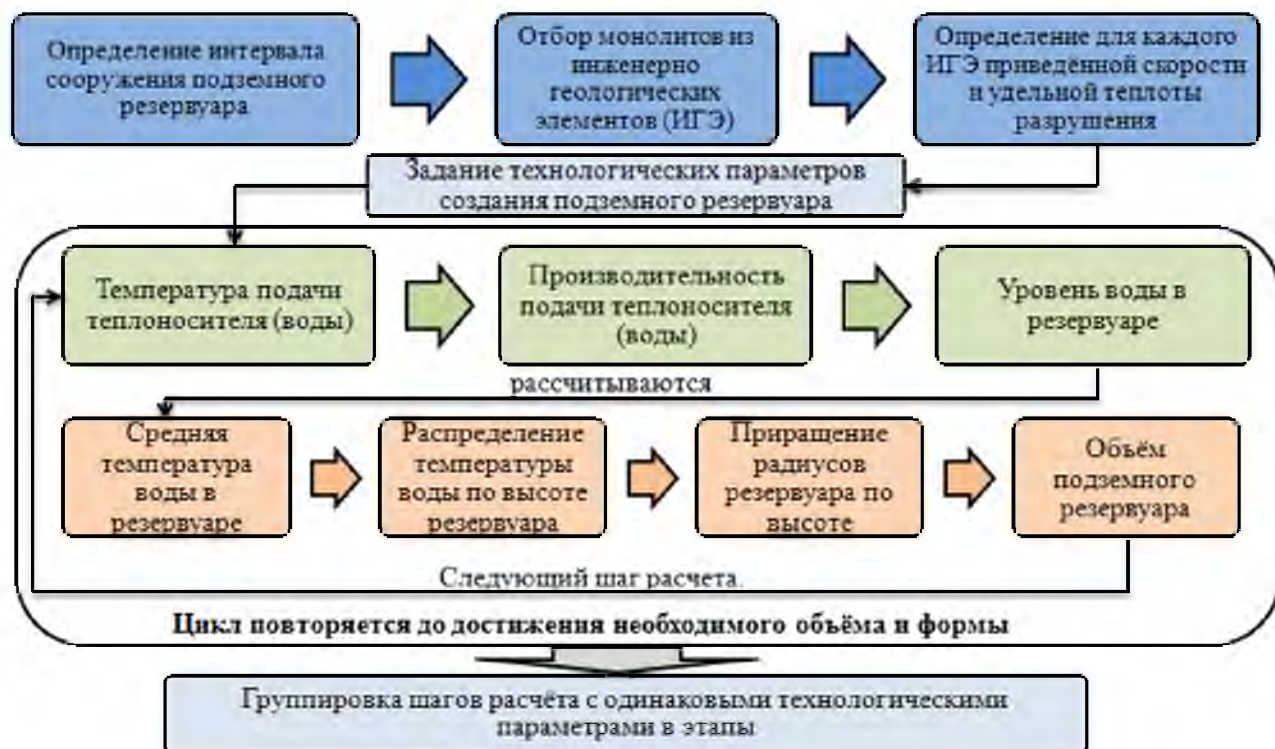 Определение интервала
сооружения подземного
резервуара
Отбор монолитов из
инженерно
геологических
элементов (ИГЭ)
Определение для каждого
ИГЭ приведённой скорости
и удельной теплоты
разрушения
Задание технологических параметров
создания подземного резервуара
Температура подачи
теплоносителя (воды)
Производительность
подачи теплоносителя
(воды)
Уровень воды в
резервуаре
рассчитываются
Средняя
температура
воды в
резервуаре
Распределение
температуры
воды по высоте
резервуара
Приращение
радиусов
резервуара по
высоте
Объём
подземного
резервуара
Следующий шаг расчета.
Цикл повторяется до достижения необходимого объёма и формы
Группировка шагов расчёта с одинаковыми технологическими
параметрами в этапы